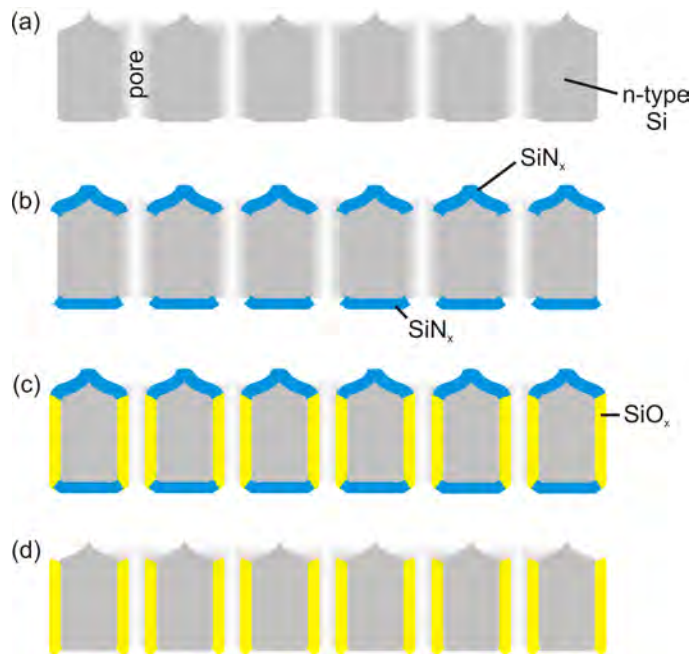 (a)
pore
n-type
Si
SiNₓ
(b)
SiNₓ
(c)
SiOₓ
(d)